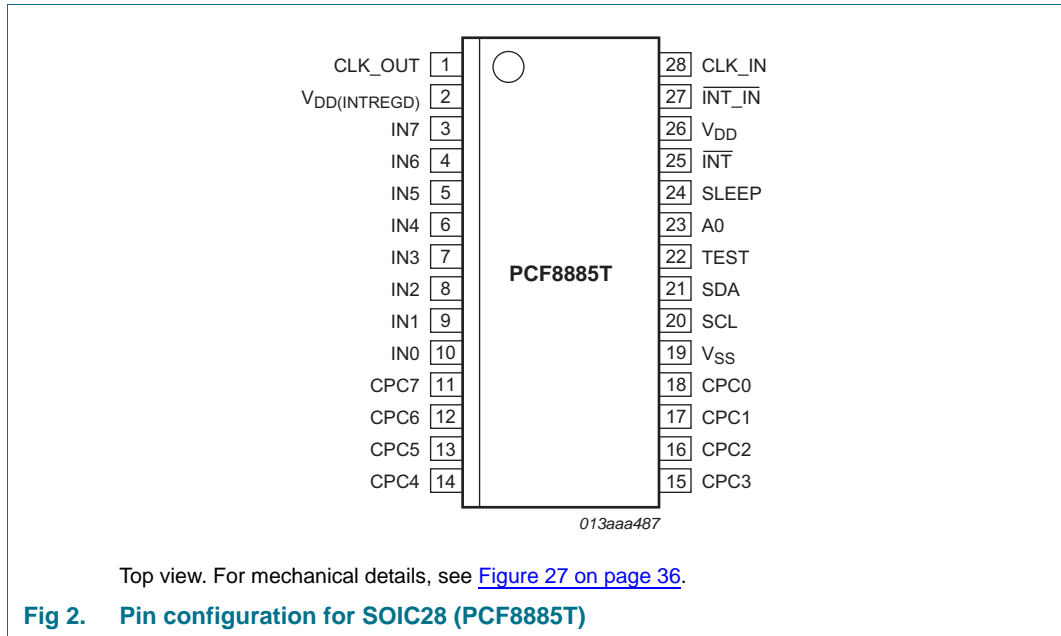 CLK_OUT 1 28 CLK_IN
VDD(INTREGD) 2 27 INT_IN
IN7 3 26 VDD
IN6 4 25 INT
IN5 5 24 SLEEP
IN4 6 23 A0
IN3 7 22 TEST
PCF8885T
IN2 8 21 SDA
IN1 9 20 SCL
IN0 10 19 VSS
CPC7 11 18 CPC0
CPC6 12 17 CPC1
CPC5 13 16 CPC2
CPC4 14 15 CPC3
013aaa487
Top view. For mechanical details, see Figure 27 on page 36.
Fig 2. Pin configuration for SOIC28 (PCF8885T)